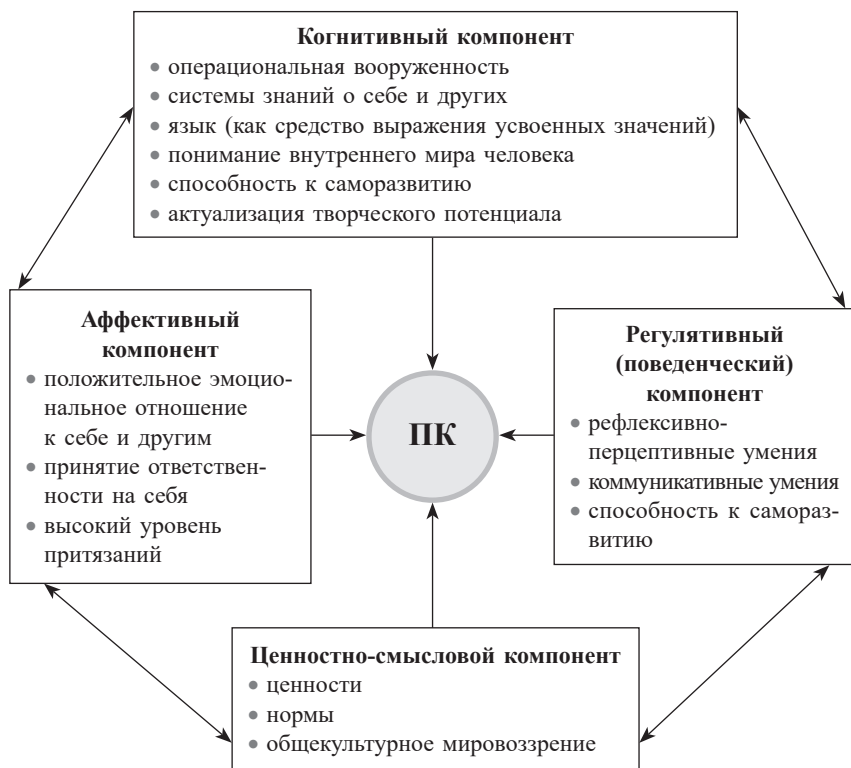 Когнитивный компонент
• операциональная вооруженность
• системы знаний о себе и других
• язык (как средство выражения усвоенных значений)
• понимание внутреннего мира человека
• способность к саморазвитию
• актуализация творческого потенциала
Аффективный
компонент
• положительное эмоцио-
нальное отношение
к себе и другим
• принятие ответствен-
ности на себя
• высокий уровень
притязаний
ПК
Регулятивный
(поведенческий)
компонент
• рефлексивно-
перцептивные умения
• коммуникативные умения
• способность к самораз-
витию
Ценностно-смысловой компонент
• ценности
• нормы
• общекультурное мировоззрение